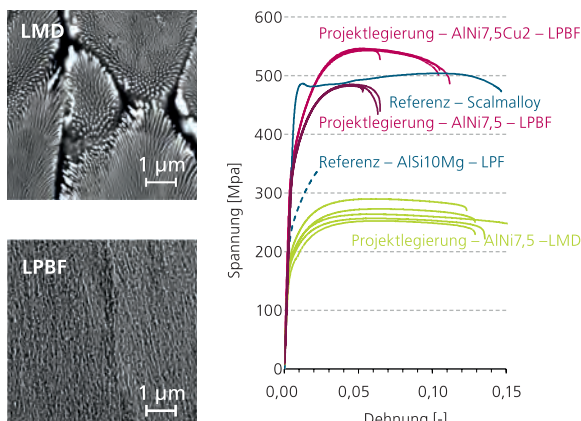 LMD
1 µm
LPBF
1 µm
Spannung [Mpa]
600
500
400
300
200
100
0
Projektlegierung – AlNi7,5Cu2 – LPBF
Referenz – Scalmalloy
Projektlegierung – AlNi7,5 – LPBF
Referenz – AlSi10Mg – LPF
Projektlegierung – AlNi7,5 –LMD
0,00 0,05 0,10 0,15
Dehnung [-]